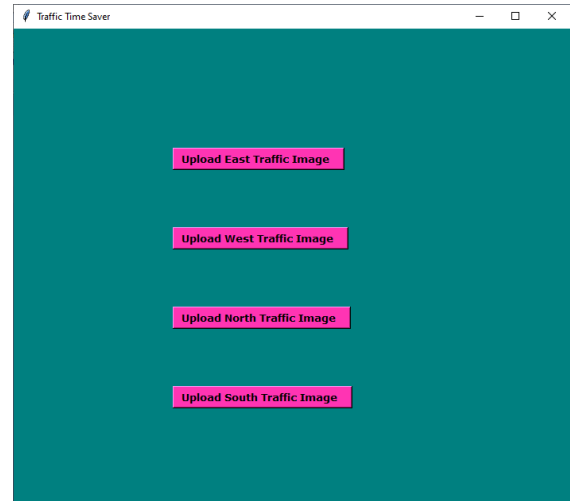 Traffic Time Saver
Upload East Traffic Image
Upload West Traffic Image
Upload North Traffic Image
Upload South Traffic Image